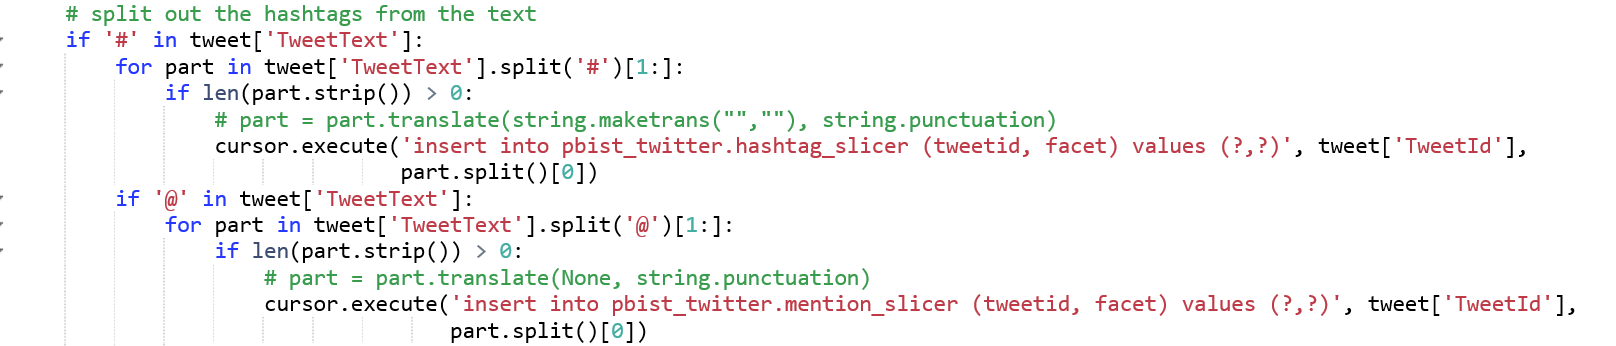 # split out the hashtags from the text
if '#' in tweet['TweetText']:
for part in tweet['TweetText'].split('#')[1:]:
if len(part.strip()) > 0:
# part = part.translate(string.maketrans("",""), string.punctuation)
cursor.execute('insert into pbist_twitter.hashtag_slicer (tweetid, facet) values (?,?)', tweet['TweetId'],
part.split()[0])
if '@' in tweet['TweetText']:
for part in tweet['TweetText'].split('@')[1:]:
if len(part.strip()) > 0:
# part = part.translate(None, string.punctuation)
cursor.execute('insert into pbist_twitter.mention_slicer (tweetid, facet) values (?,?)', tweet['TweetId'],
part.split()[0])